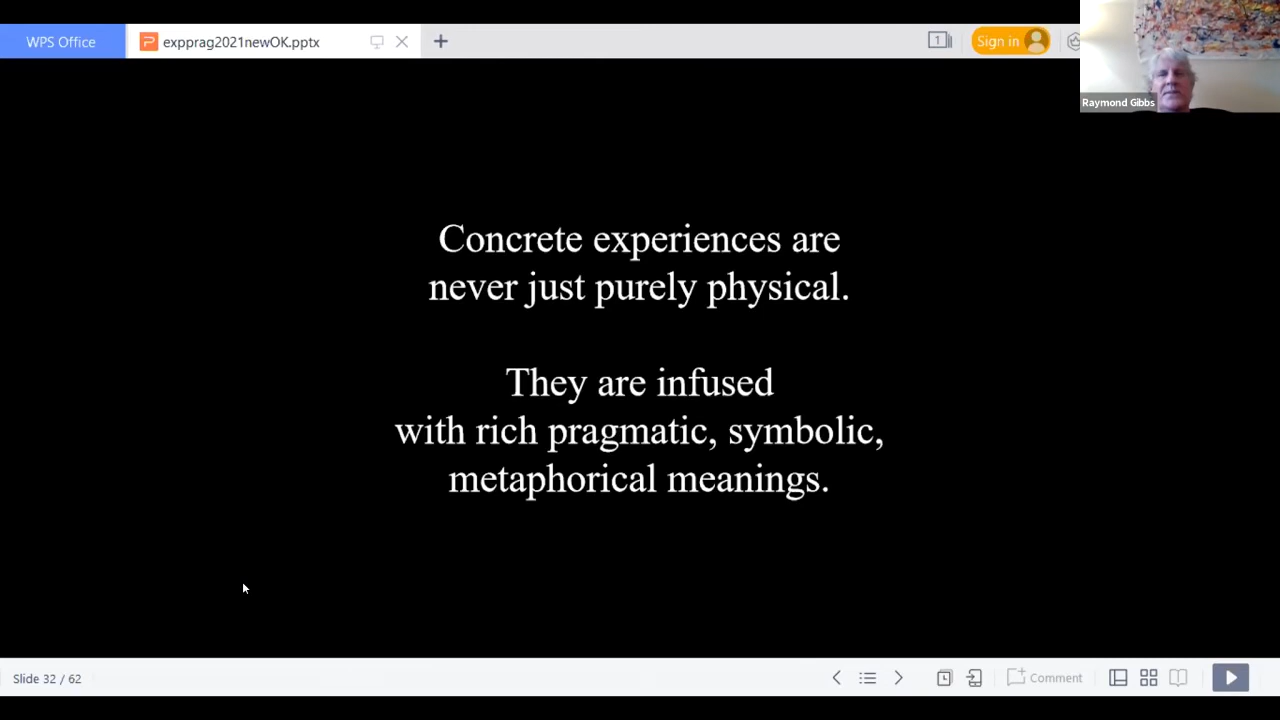 WPS Office
expprag2021newOK.pptx
1
Sign in
Raymond Gibbs
Concrete experiences are
never just purely physical.
They are infused
with rich pragmatic, symbolic,
metaphorical meanings.
Slide 32 / 62
Comment